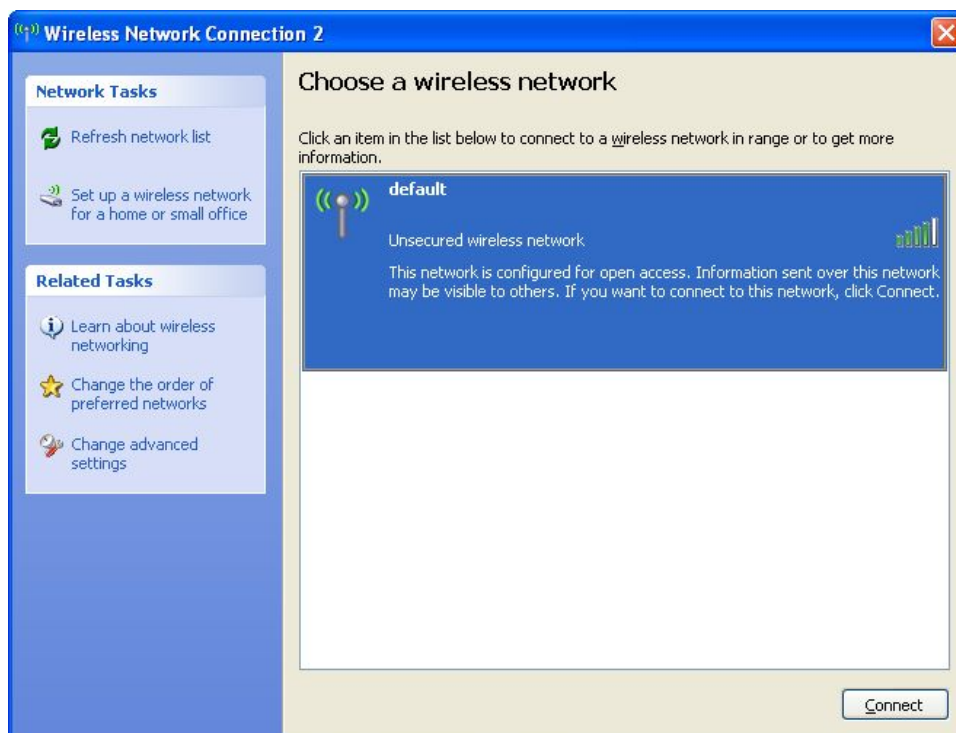 Wireless Network Connection 2
Network Tasks
Refresh network list
Set up a wireless network
for a home or small office
Related Tasks
Learn about wireless
networking
Change the order of
preferred networks
Change advanced
settings
Choose a wireless network
Click an item in the list below to connect to a wireless network in range or to get more
information.
default
Unsecured wireless network
This network is configured for open access. Information sent over this network
may be visible to others. If you want to connect to this network, click Connect.
Connect